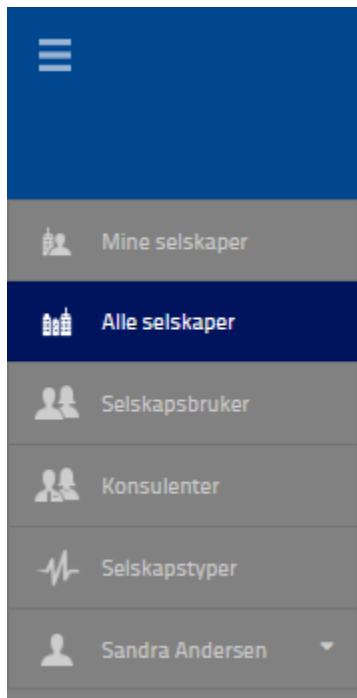 Mine selskaper
Alle selskaper
Selskapsbruker
Konsulenter
Selskapstyper
Sandra Andersen